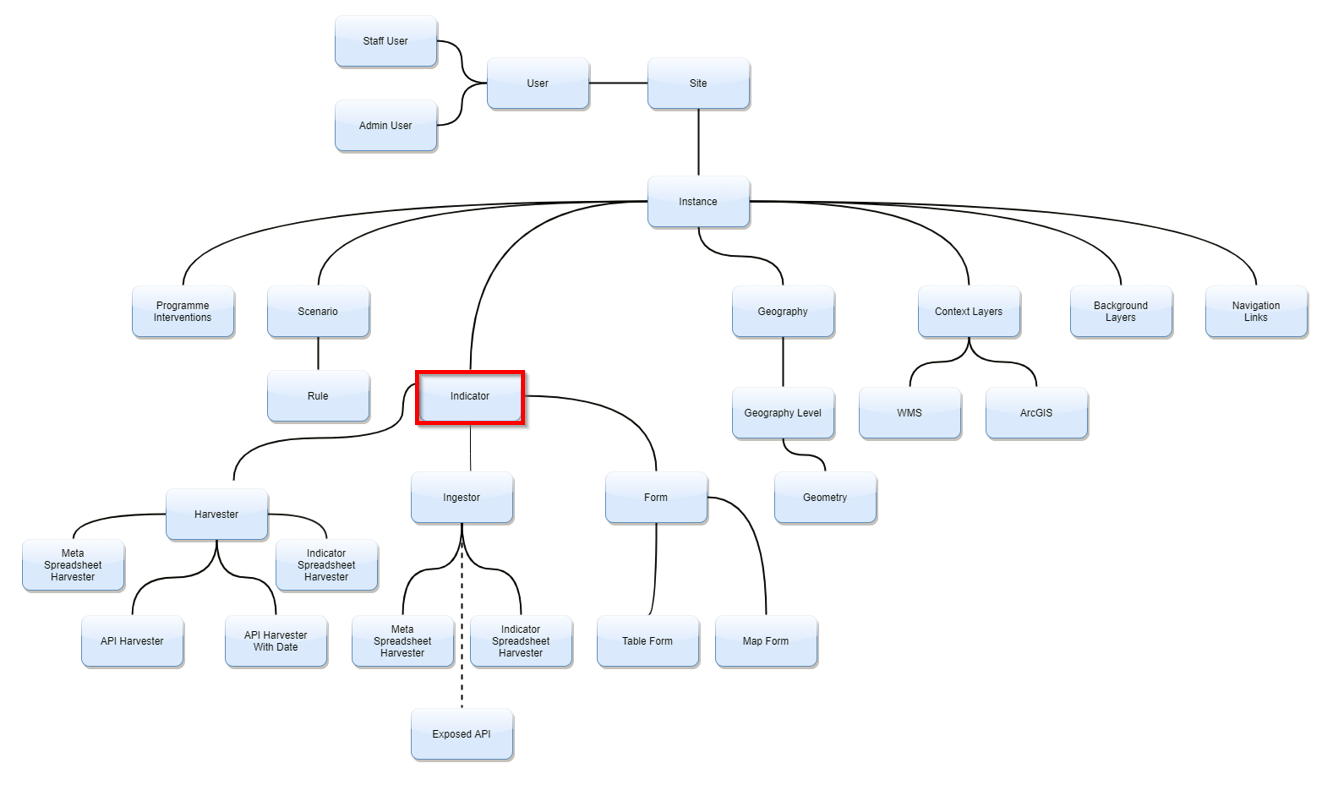 Staff User
User
Site
Admin User
Instance
Programme
Interventions
Scenario
Geography
Context Layers
Background
Layers
Navigation
Links
Rule
Indicator
Geography Level
WMS
ArcGIS
Harvester
Ingestor
Form
Geometry
Meta
Spreadsheet
Harvester
Indicator
Spreadsheet
Harvester
API Harvester
API Harvester
With Date
Meta
Spreadsheet
Harvester
Indicator
Spreadsheet
Harvester
Table Form
Map Form
Exposed API